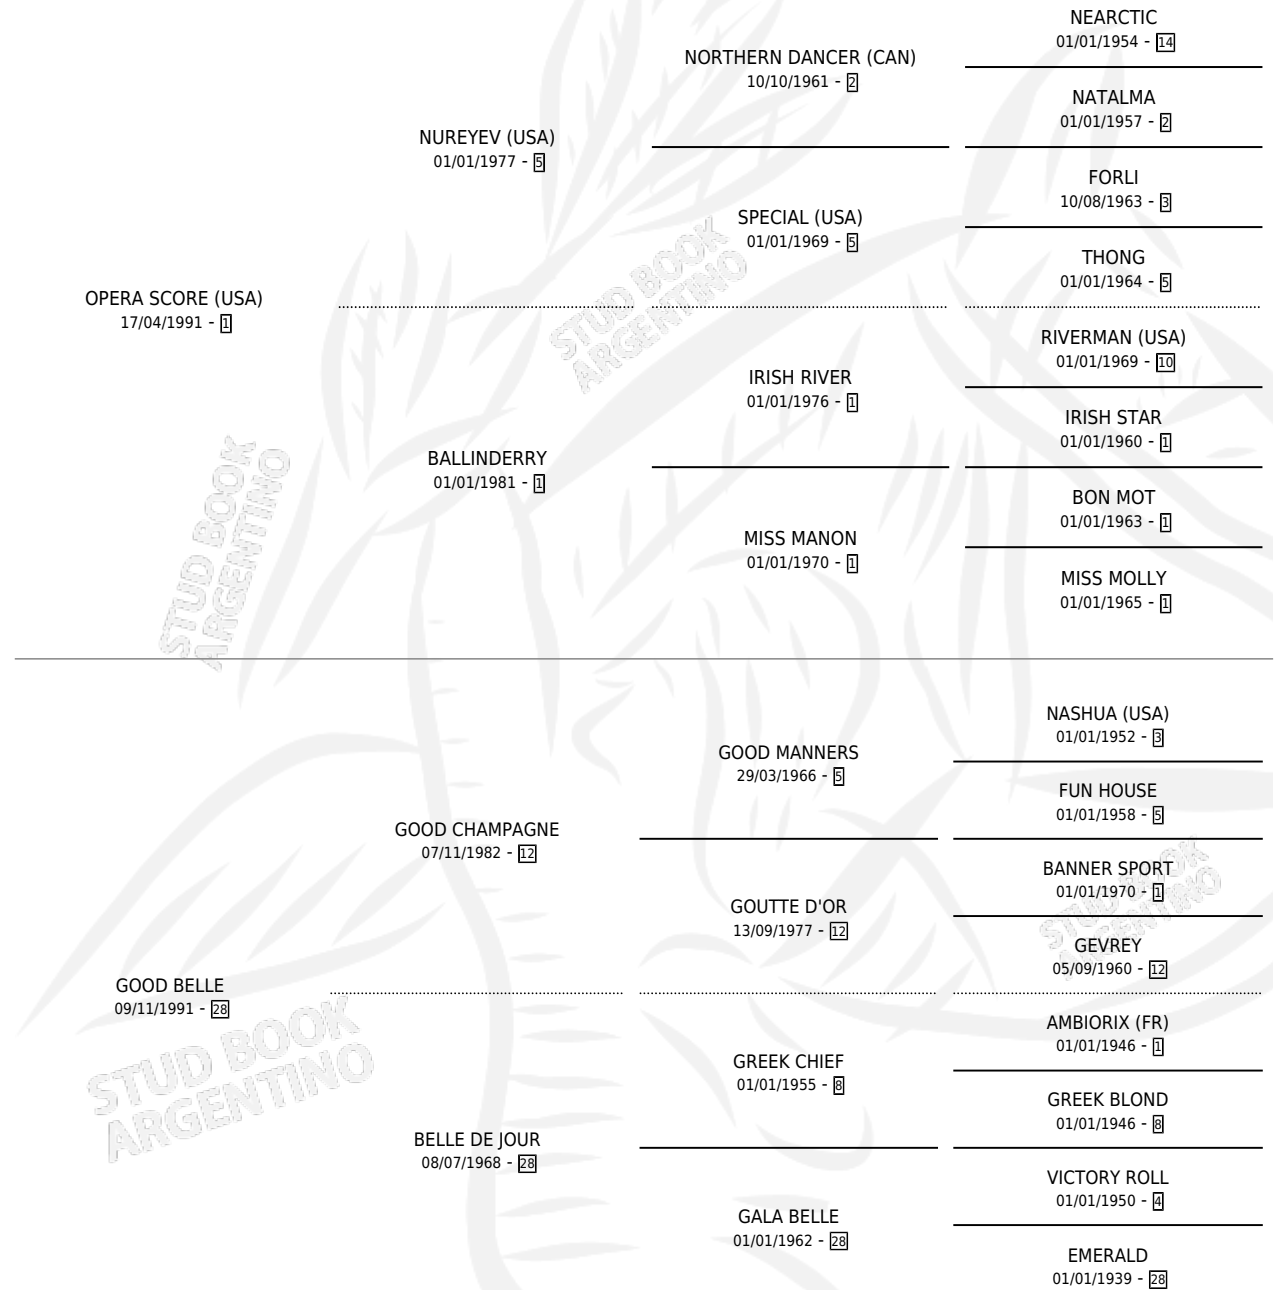 NEARCTIC
01/01/1954 - 14
NORTHERN DANCER (CAN)
10/10/1961 - 2
NATALMA
01/01/1957 - 2
NUREYEV (USA)
01/01/1977 - 5
FORLI
10/08/1963 - 3
SPECIAL (USA)
01/01/1969 - 5
THONG
01/01/1964 - 5
OPERA SCORE (USA)
17/04/1991 - 1
RIVERMAN (USA)
01/01/1969 - 10
IRISH RIVER
01/01/1976 - 1
IRISH STAR
01/01/1960 - 1
BALLINDERRY
01/01/1981 - 1
BON MOT
01/01/1963 - 1
MISS MANON
01/01/1970 - 1
MISS MOLLY
01/01/1965 - 1
NASHUA (USA)
01/01/1952 - 3
GOOD MANNERS
29/03/1966 - 5
FUN HOUSE
01/01/1958 - 5
GOOD CHAMPAGNE
07/11/1982 - 12
BANNER SPORT
01/01/1970 - 1
GOUTTE D'OR
13/09/1977 - 12
GEVREY
05/09/1960 - 12
GOOD BELLE
09/11/1991 - 28
AMBIORIX (FR)
01/01/1946 - 1
GREEK CHIEF
01/01/1955 - 8
GREEK BLOND
01/01/1946 - 8
BELLE DE JOUR
08/07/1968 - 28
VICTORY ROLL
01/01/1950 - 4
GALA BELLE
01/01/1962 - 28
EMERALD
01/01/1939 - 28
STUD BOOK
ARGENTINO
STUD BOOK
ARGENTINO
STUD BOOK
ARGENTINO
STUD BOOK
ARGENTINO